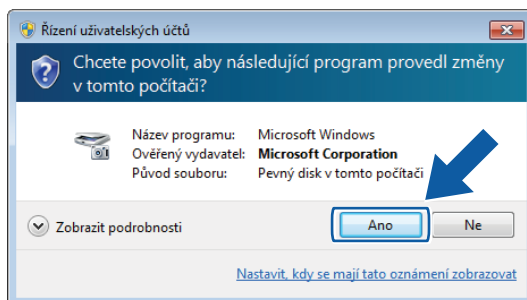 Řízení uživatelských účtů
Chcete povolit, aby následující program provedl změny
v tomto počítači?
Název programu: Microsoft Windows
Ověřený vydavatel: Microsoft Corporation
Původ souboru: Pevný disk v tomto počítači
Zobrazit podrobnosti
Ano
Ne
Nastavit, kdy se mají tato oznámení zobrazovat